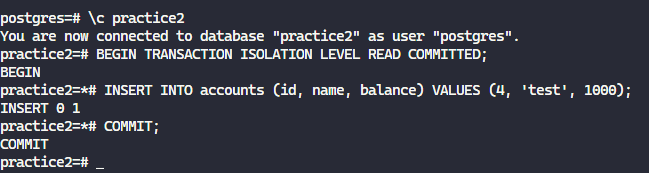 postgres=# \c practice2
You are now connected to database "practice2" as user "postgres".
practice2=# BEGIN TRANSACTION ISOLATION LEVEL READ COMMITTED;
BEGIN
practice2=*# INSERT INTO accounts (id, name, balance) VALUES (4, 'test', 1000);
INSERT 0 1
practice2=*# COMMIT;
COMMIT
practice2=# _